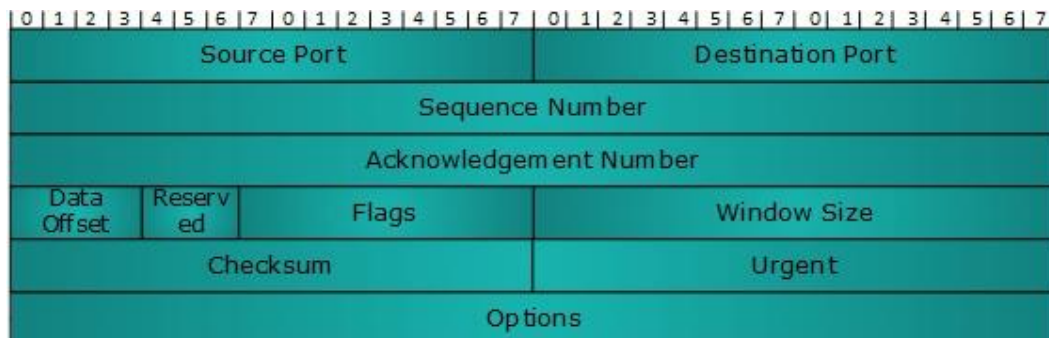 0 1 2 3 4 5 6 7 0 1 2 3 4 5 6 7 0 1 2 3 4 5 6 7 0 1 2 3 4 5 6 7
Source Port Destination Port
Sequence Number
Acknowledgement Number
Data Reserv
Offset ed Flags Window Size
Checksum Urgent
Options